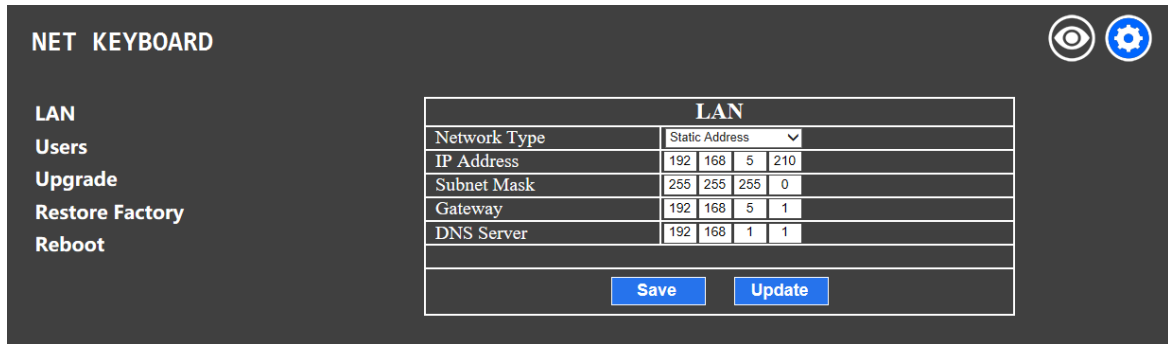 NET KEYBOARD
LAN
Users
Upgrade
Restore Factory
Reboot
LAN
Network Type Static Address
IP Address 192 168 5 210
Subnet Mask 255 255 255 0
Gateway 192 168 5 1
DNS Server 192 168 1 1
Save Update